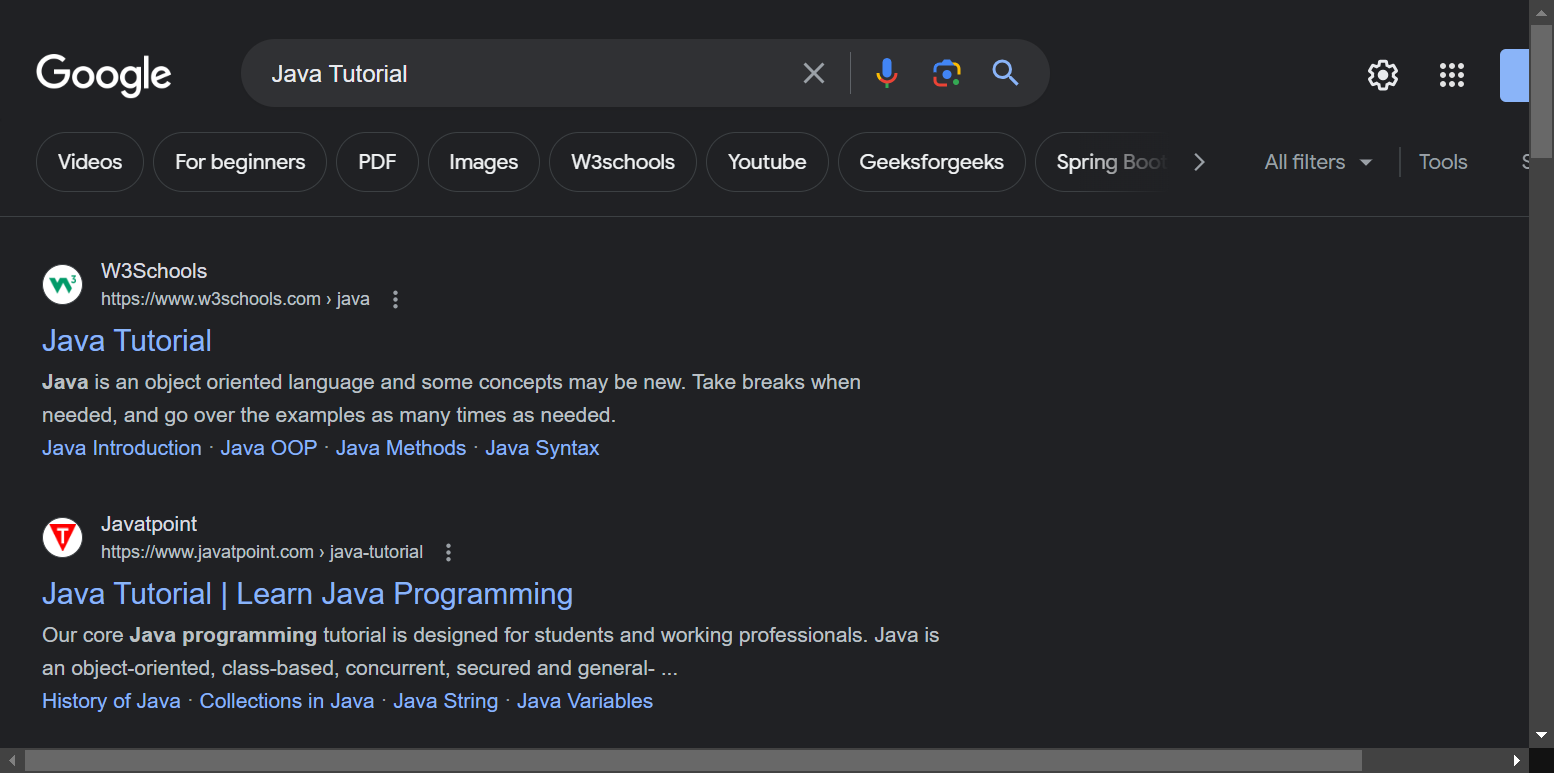 Google
Java Tutorial
Videos For beginners PDF Images W3schools Youtube Geeksforgeeks Spring Boot All filters Tools S
W3Schools
https://www.w3schools.com › java
Java Tutorial
Java is an object oriented language and some concepts may be new. Take breaks when
needed, and go over the examples as many times as needed.
Java Introduction · Java OOP · Java Methods · Java Syntax
T
Javatpoint
https://www.javatpoint.com › java-tutorial
Java Tutorial | Learn Java Programming
Our core Java programming tutorial is designed for students and working professionals. Java is
an object-oriented, class-based, concurrent, secured and general- ...
History of Java · Collections in Java · Java String · Java Variables